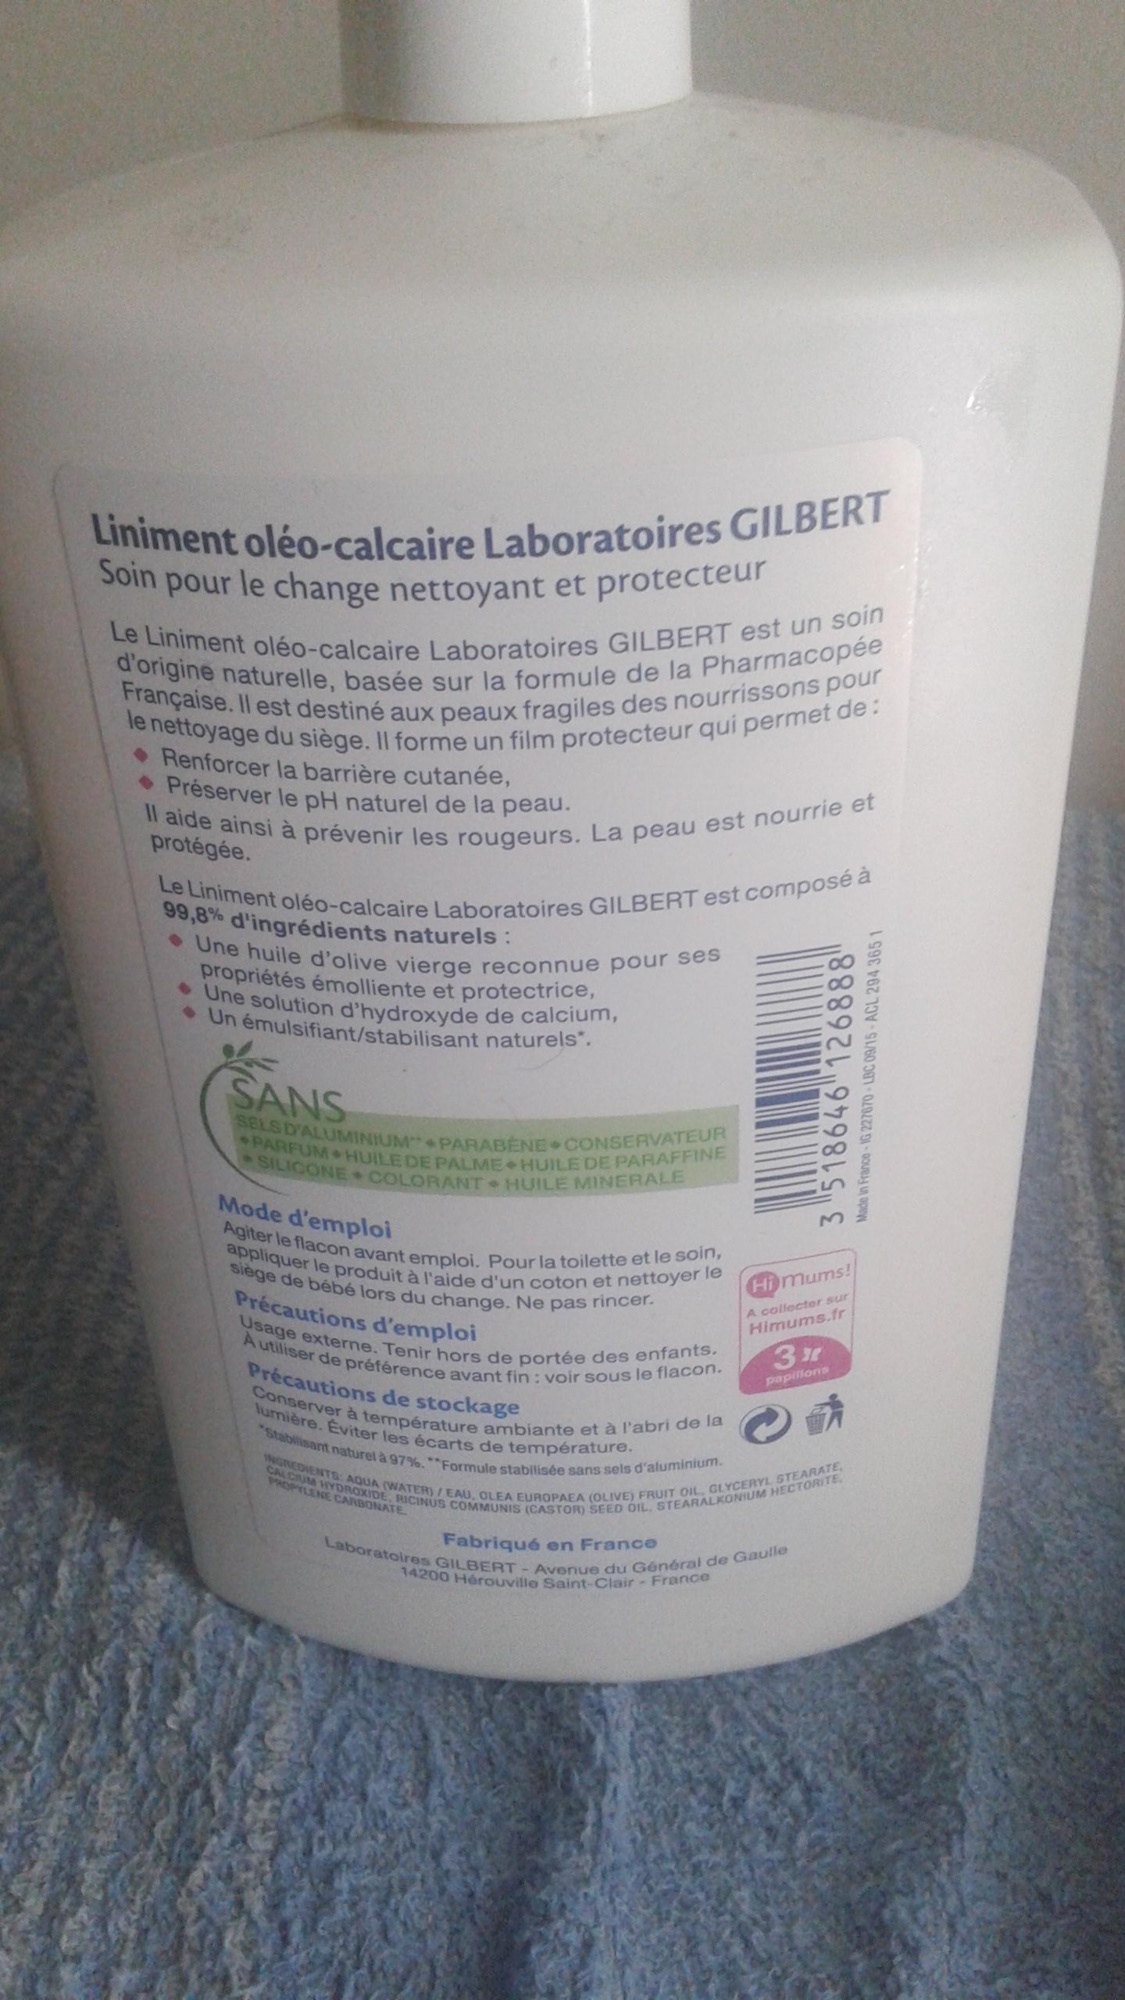 Liniment oléo-calcaire Laboratoires GILBERT
Soin pour le change nettoyant et protecteur
Le Liniment oléo-calcaire Laboratoires GILBERT est un soin
d'origine naturelle, basée sur la formule de la Pharmacopée
Française. Il est destiné aux peaux fragiles des nourrissons pour
le nettoyage du siège. Il forme un film protecteur qui permet de :
Renforcer la barrière cutanée,
Préserver le pH naturel de la peau.
Il aide ainsi à prévenir les rougeurs. La peau est nourrie et
protégée.
Le Liniment oléo-calcaire Laboratoires GILBERT est composé à
99,8% d'ingrédients naturels :
Une huile d'olive vierge reconnue pour ses
propriétés émolliente et protectrice,
Une solution d'hydroxyde de calcium,
Un émulsifiant/stabilisant naturels*.
SANS
SELS D'ALUMINIUM** • PARABÈNE • CONSERVATEUR
• PARFUM • HUILE DE PALME • HUILE DE PARAFFINE
• SILICONE • COLORANT • HUILE MINERALE
Mode d'emploi
Agiter le flacon avant emploi. Pour la toilette et le soin,
appliquer le produit à l'aide d'un coton et nettoyer le
siège de bébé lors du change. Ne pas rincer.
Précautions d'emploi
Usage externe. Tenir hors de portée des enfants.
À utiliser de préférence avant fin : voir sous le flacon.
Précautions de stockage
Conserver à température ambiante et à l'abri de la
lumière. Éviter les écarts de température.
*Stabilisant naturel à 97%. **Formule stabilisée sans sels d'aluminium.
INGREDIENTS: AQUA (WATER) / EAU, OLEA EUROPAEA (OLIVE) FRUIT OIL, GLYCERYL STEARATE,
CALCIUM HYDROXIDE, RICINUS COMMUNIS (CASTOR) SEED OIL, STEARALKONIUM HECTORITE,
PROPYLENE CARBONATE.
Fabriqué en France
Laboratoires GILBERT - Avenue du Général de Gaulle
14200 Hérouville Saint-Clair - France
3 518646 126888
Made in France - IG 227670 - LBC 09/15 - ACL 294 365 1
Hi mums!
A collecter sur
Himums.fr
3
papillons